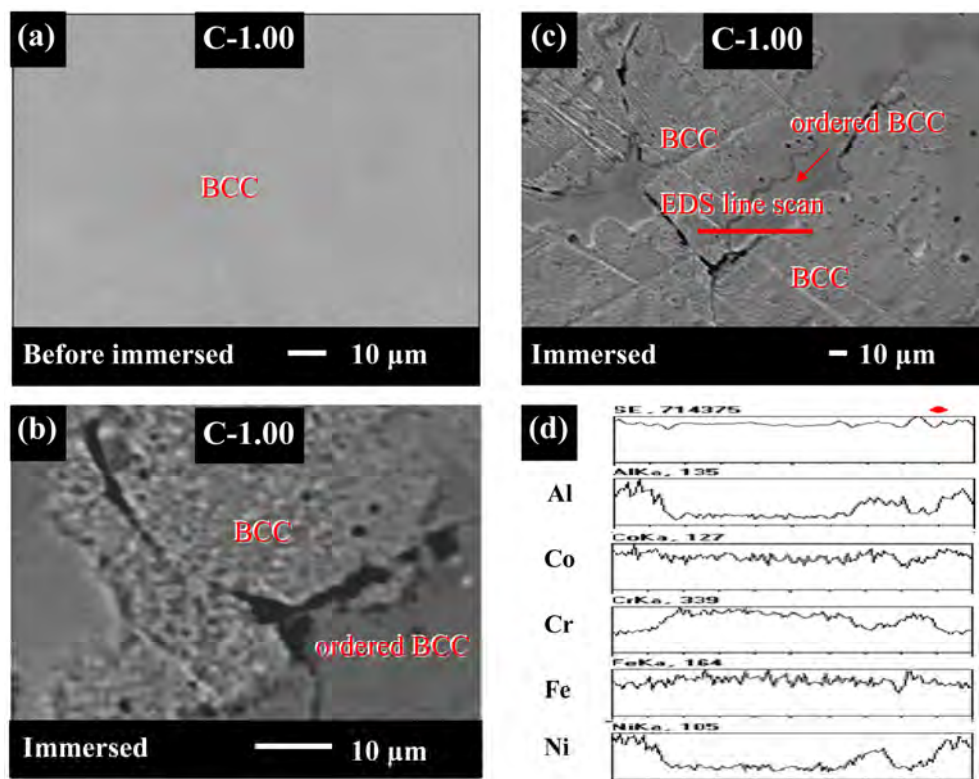 (a)
C-1.00
BCC
Before immersed
10 µm
(b)
C-1.00
BCC
ordered BCC
Immersed
10 µm
(c)
C-1.00
BCC
ordered BCC
EDS line scan
BCC
Immersed
10 µm
(d)
SE, 714375
AlKa, 135
Al
CoKa, 127
Co
CrKa, 339
Cr
FeKa, 164
Fe
NiKa, 105
Ni